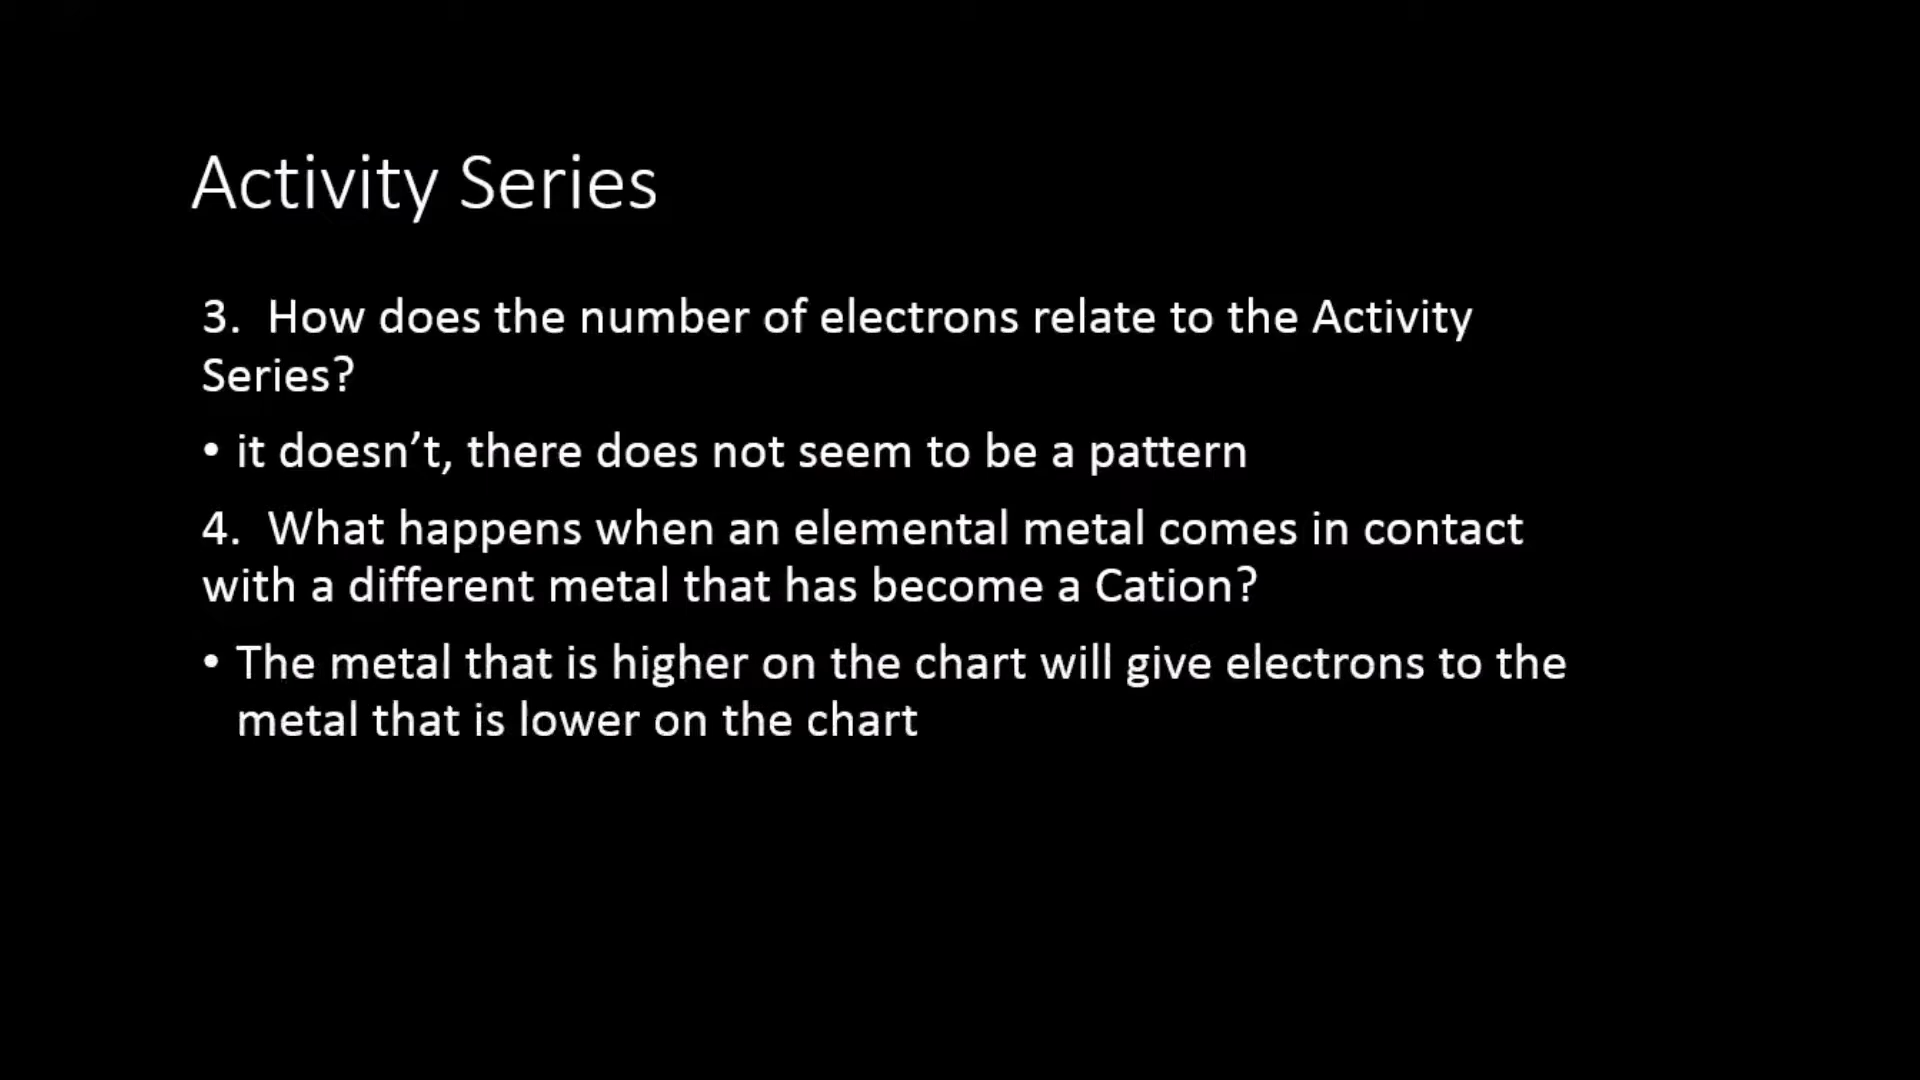 Activity Series
3.  How does the number of electrons relate to the Activity
Series?
• it doesn’t, there does not seem to be a pattern
4.  What happens when an elemental metal comes in contact
with a different metal that has become a Cation?
• The metal that is higher on the chart will give electrons to the
metal that is lower on the chart